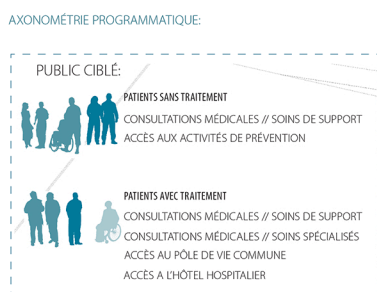 AXONOMÉTRIE PROGRAMMATIQUE:
PUBLIC CIBLÉ:
PATIENTS SANS TRAITEMENT
CONSULTATIONS MÉDICALES // SOINS DE SUPPORT
ACCÈS AUX ACTIVITÉS DE PRÉVENTION
PATIENTS AVEC TRAITEMENT
CONSULTATIONS MÉDICALES // SOINS DE SUPPORT
CONSULTATIONS MÉDICALES // SOINS SPÉCIALISÉS
ACCÈS AU PÔLE DE VIE COMMUNE
ACCÈS A L'HÔTEL HOSPITALIER